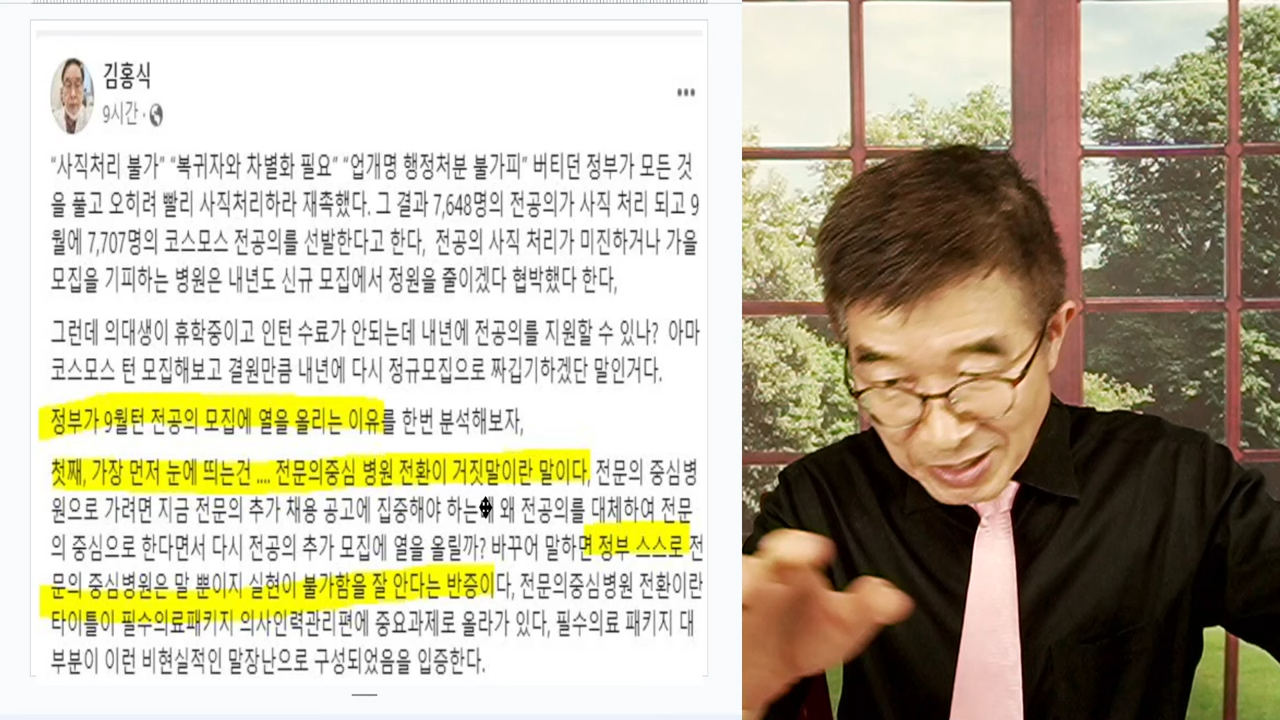 김홍식
9시간 ·
“사직처리 불가” “복귀자와 차별화 필요” “업개명 행정처분 불가피” 버티던 정부가 모든 것
을 풀고 오히려 빨리 사직처리하라 재촉했다. 그 결과 7,648명의 전공의가 사직 처리 되고 9
월에 7,707명의 코스모스 전공의를 선발한다고 한다, 전공의 사직 처리가 미진하거나 가을
모집을 기피하는 병원은 내년도 신규 모집에서 정원을 줄이겠다 협박했다 한다,
그런데 의대생이 휴학중이고 인턴 수료가 안되는데 내년에 전공의를 지원할 수 있나? 아마
코스모스 턴 모집해보고 결원만큼 내년에 다시 정규모집으로 짜깁기하겠단 말인거다.
정부가 9월턴 전공의 모집에 열을 올리는 이유를 한번 분석해보자,
첫째, 가장 먼저 눈에 띄는건 .... 전문의중심 병원 전환이 거짓말이란 말이다, 전문의 중심병
원으로 가려면 지금 전문의 추가 채용 공고에 집중해야 하는데 왜 전공의를 대체하여 전문
의 중심으로 한다면서 다시 전공의 추가 모집에 열을 올릴까? 바꾸어 말하면 정부 스스로 전
문의 중심병원은 말 뿐이지 실현이 불가함을 잘 안다는 반증이다, 전문의중심병원 전환이란
타이틀이 필수의료패키지 의사인력관리편에 중요과제로 올라가 있다, 필수의료 패키지 대
부분이 이런 비현실적인 말장난으로 구성되었음을 입증한다.